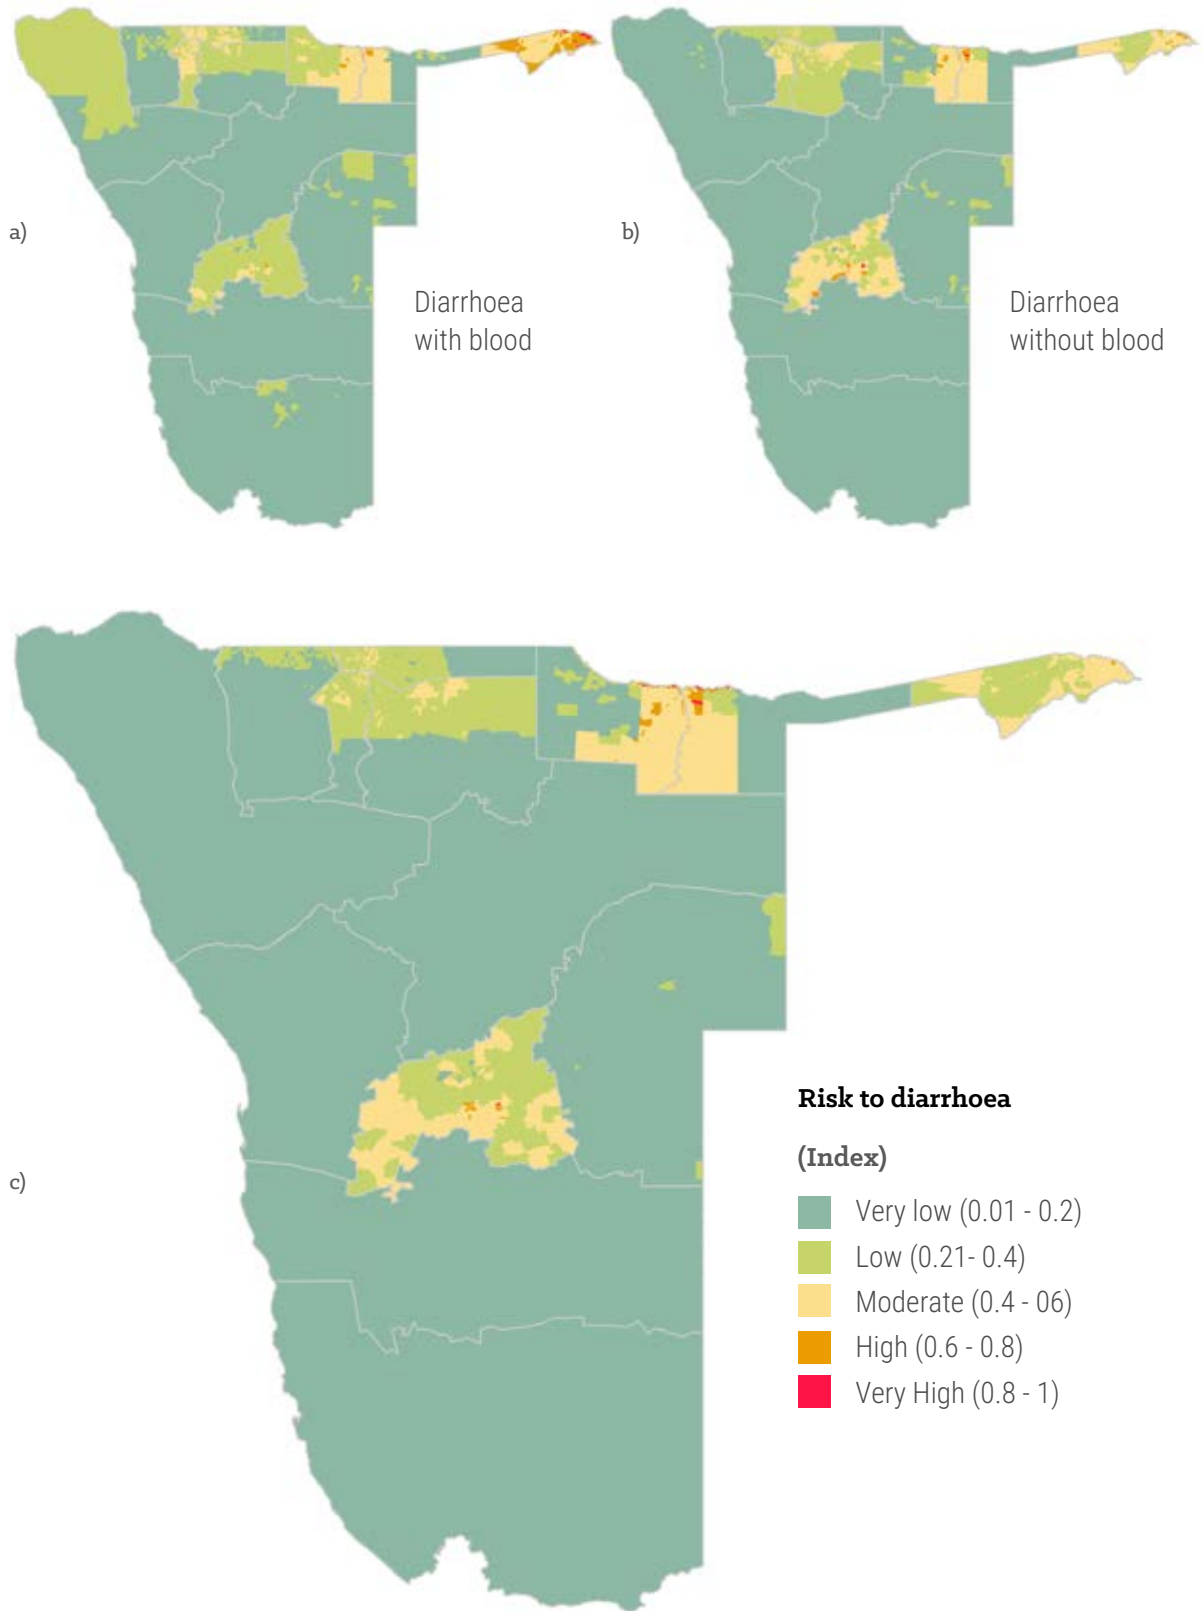 a)
Diarrhoea
with blood
b)
Diarrhoea
without blood
c)
Risk to diarrhoea
(Index)
Very low (0.01 - 0.2)
Low (0.21- 0.4)
Moderate (0.4 - 06)
High (0.6 - 0.8)
Very High (0.8 - 1)